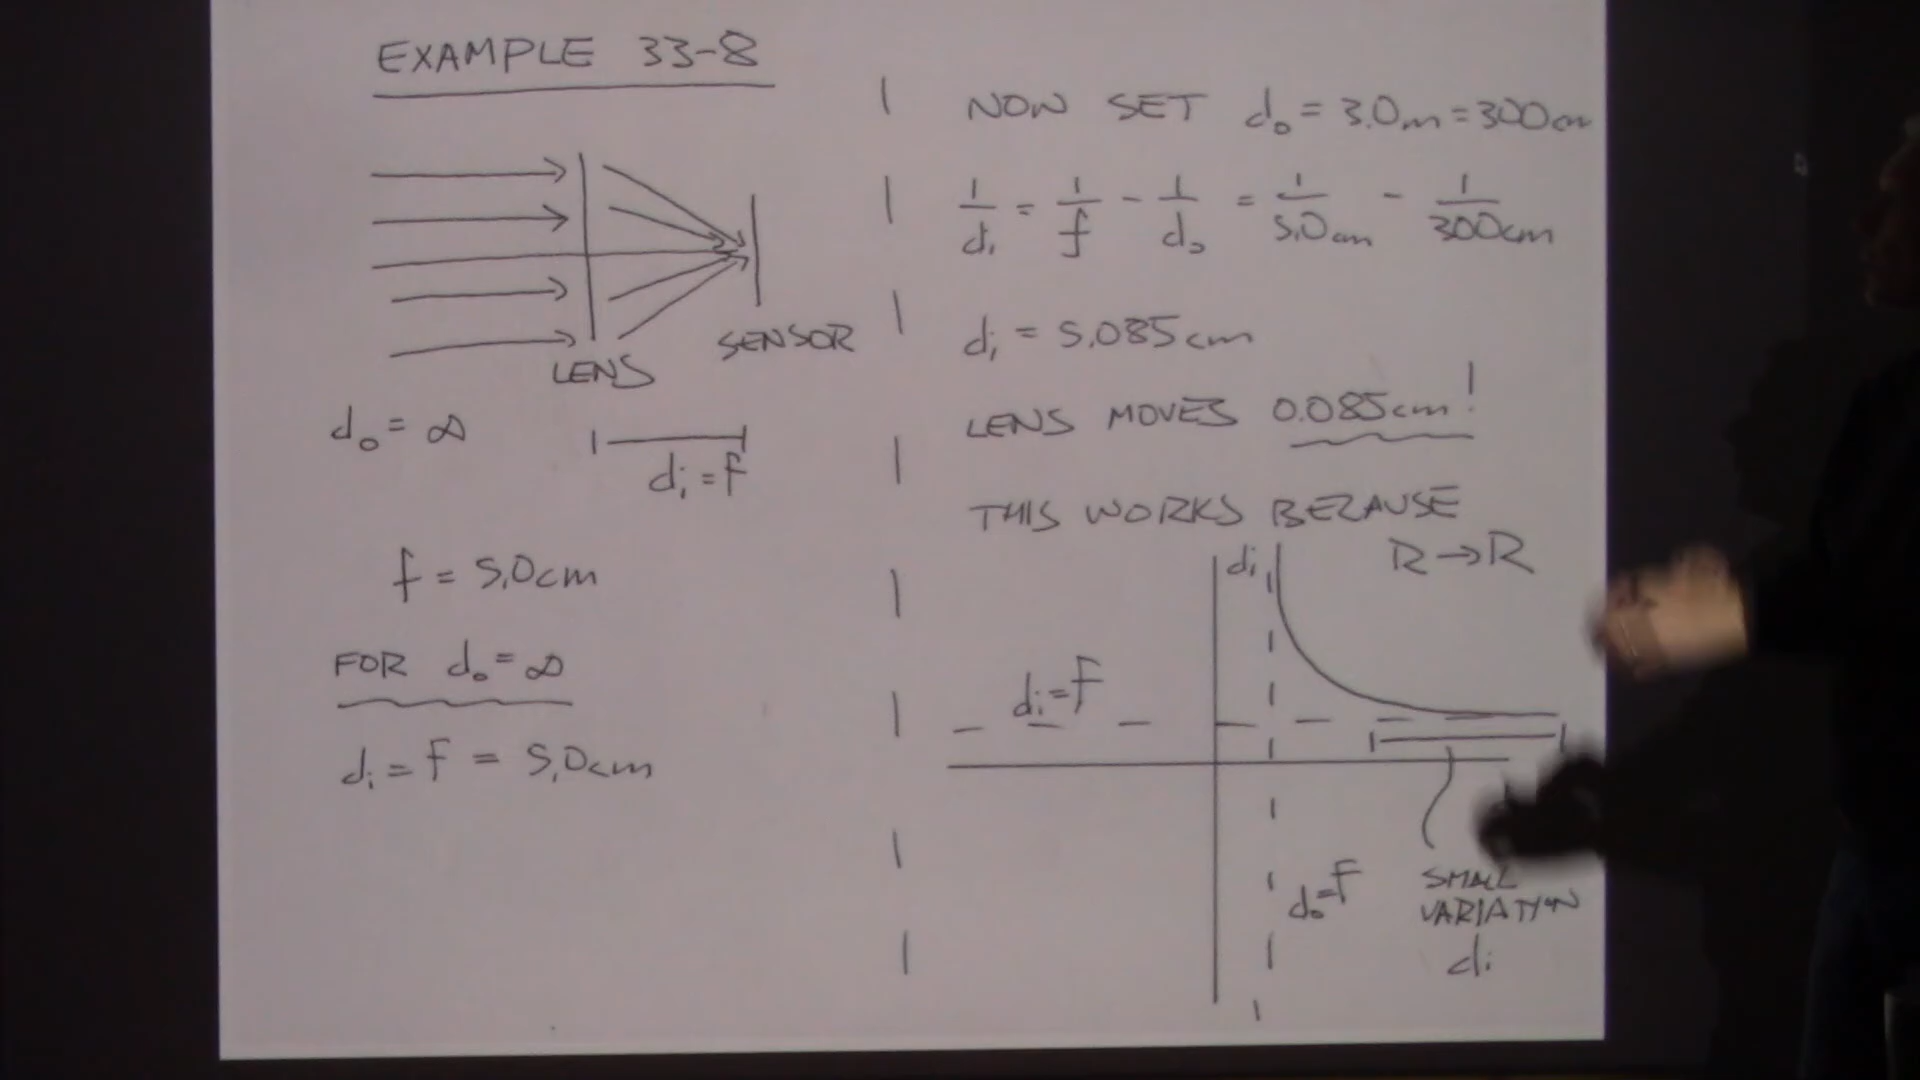 EXAMPLE 33-8
LENS
SENSOR
d₀ = ∞
dᵢ = f
f = 5.0cm
FOR d₀ = ∞
dᵢ = f = 5.0cm
NOW SET d₀ = 3.0m = 300cm
1/dᵢ = 1/f - 1/d₀ = 1/5.0cm - 1/300cm
dᵢ = 5.085cm
LENS MOVES 0.085cm!
THIS WORKS BECAUSE
dᵢ
R→R
dᵢ=f
d₀=f
SMALL
VARIATION
dᵢ